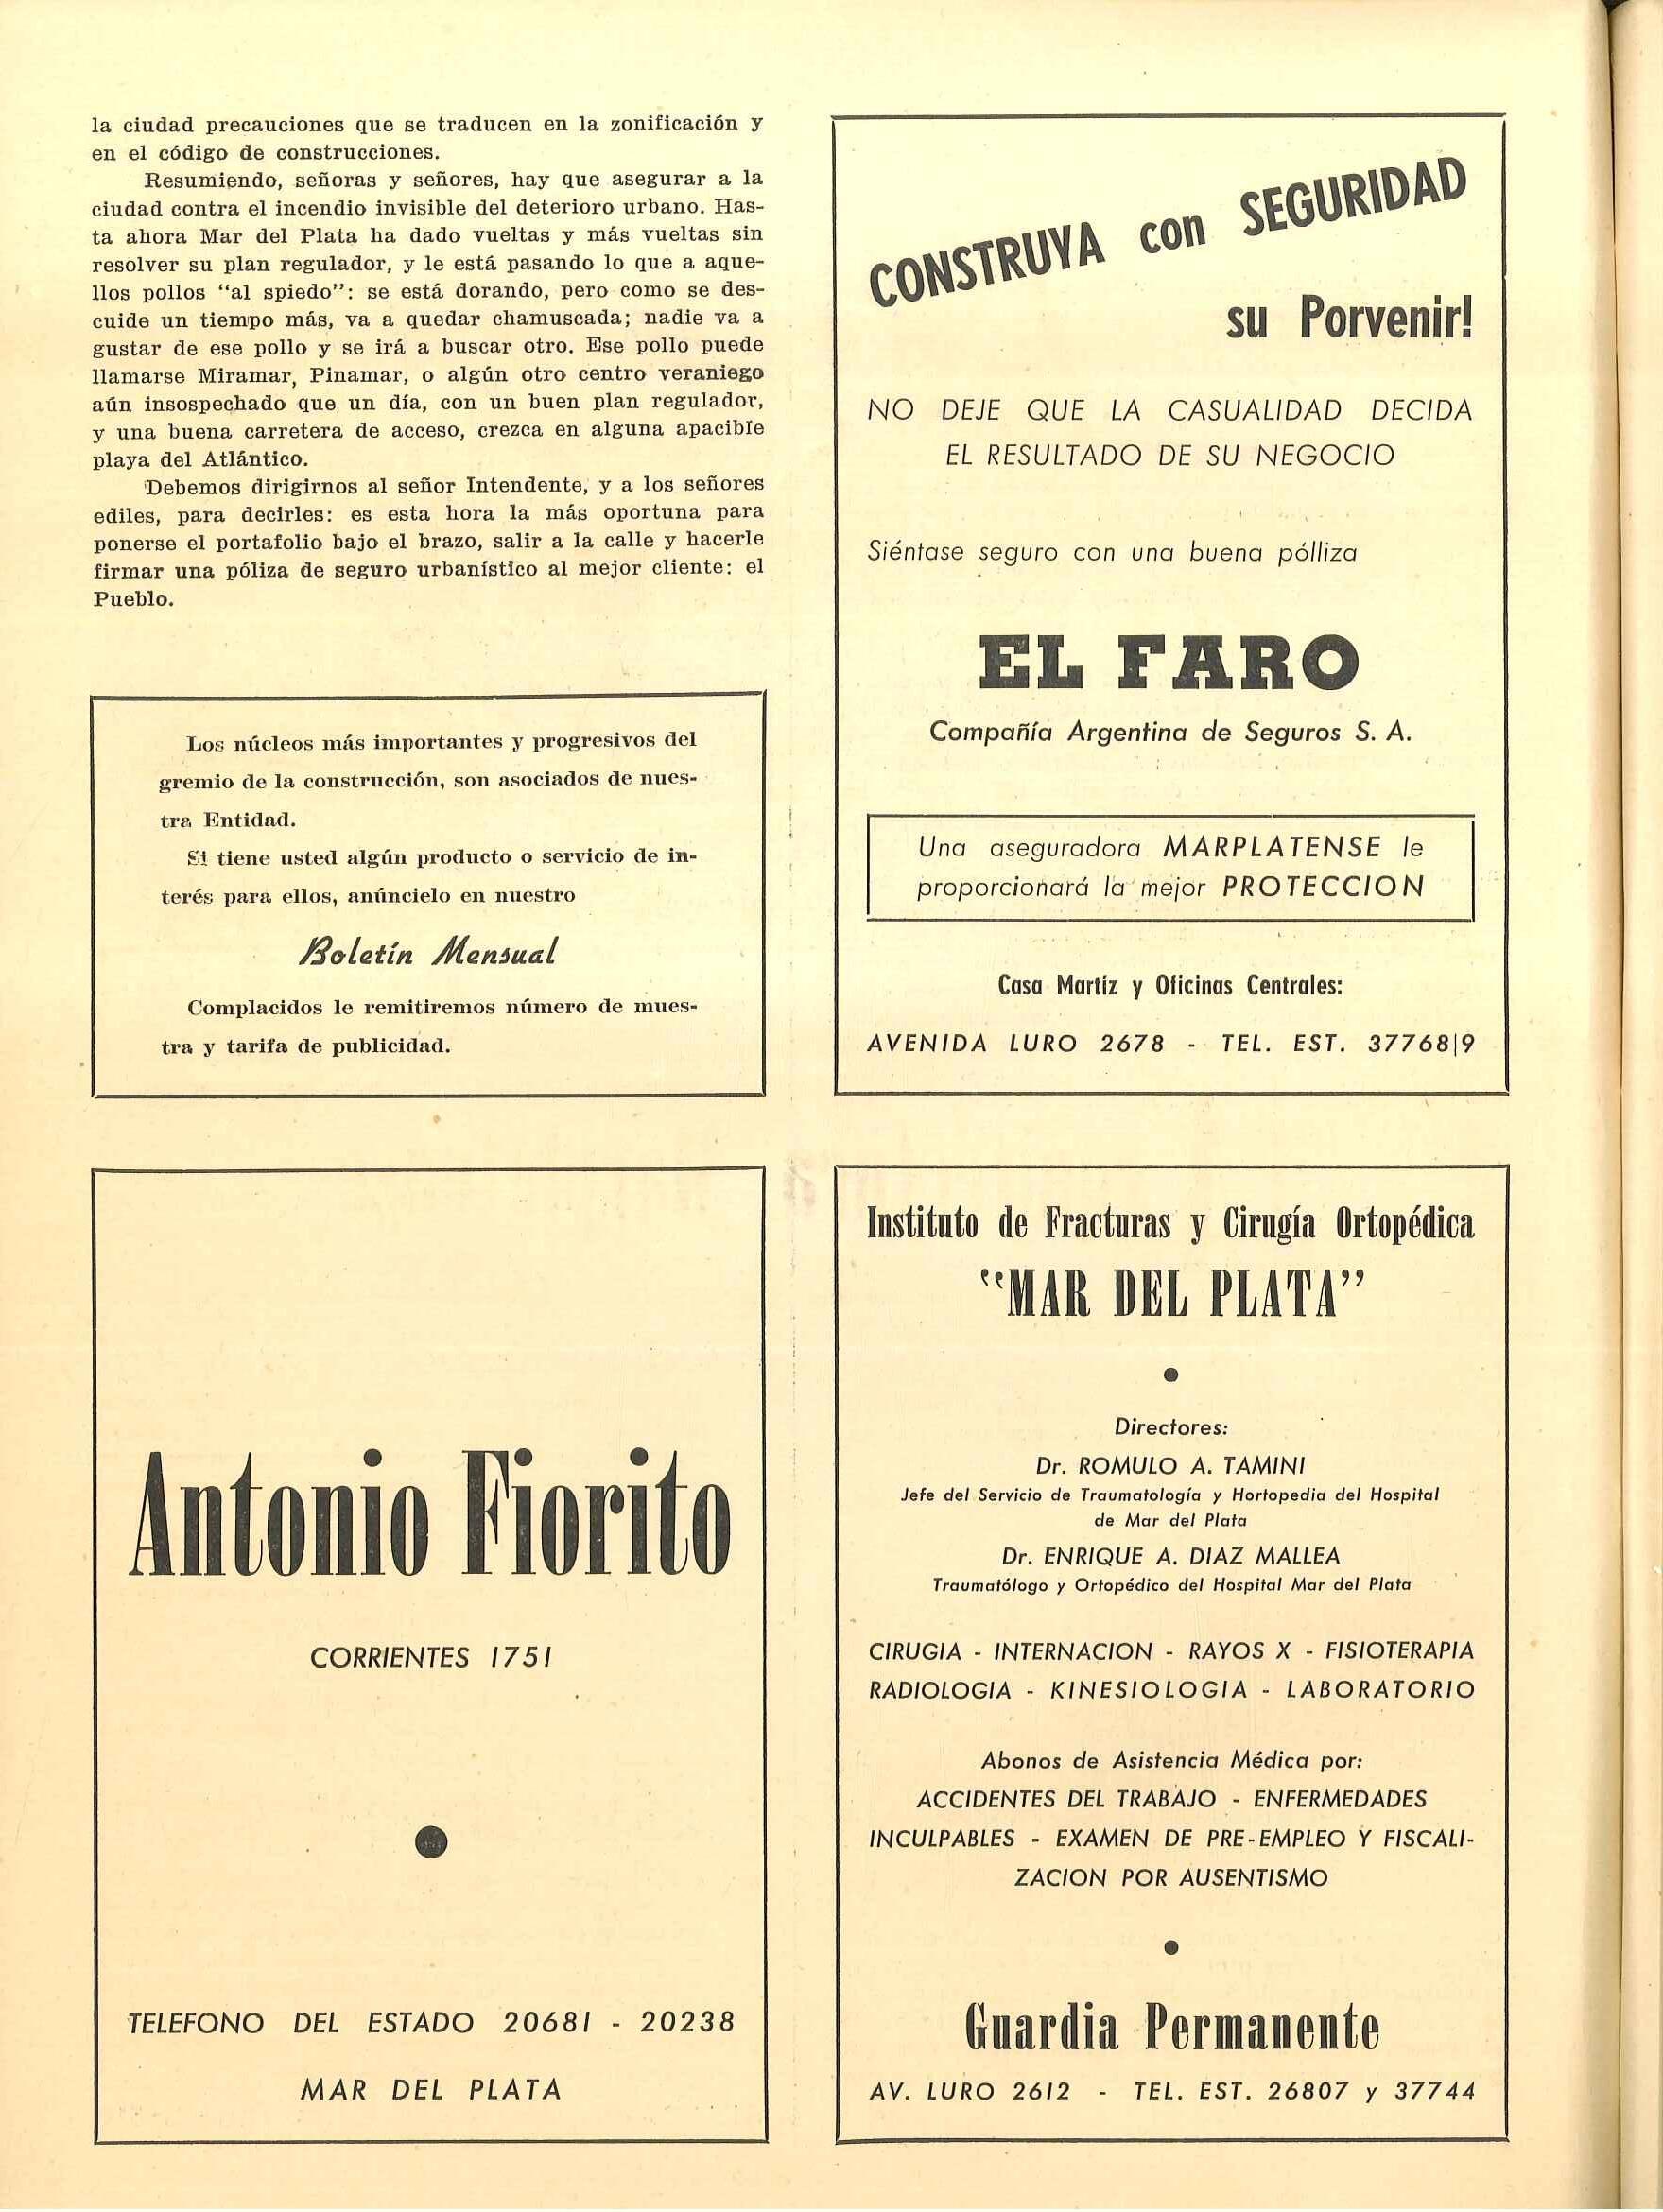 la ciudad precauciones que se traducen en la zonificación y
en el código de construcciones.
Resumiendo, señoras y señores, hay que asegurar a la
ciudad contra el incendio invisible del deterioro urbano. Has-
ta ahora Mar del Plata ha dado vueltas y más vueltas sin
resolver su plan regulador, y le está pasando lo que a aque-
llos pollos “al spiedo”: se está dorando, pero como se des-
cuide un tiempo más, va a quedar chamuscada; nadie va a
gustar de ese pollo y se irá a buscar otro. Ese pollo puede
llamarse Miramar, Pinamar, o algún otro centro veraniego
aún insospechado que un día, con un buen plan regulador,
y una buena carretera de acceso, crezca en alguna apacible
playa del Atlántico.
Debemos dirigirnos al señor Intendente, y a los señores
ediles, para decirles: es esta hora la más oportuna para
ponerse el portafolio bajo el brazo, salir a la calle y hacerle
firmar una póliza de seguro urbanístico al mejor cliente: el
Pueblo.
Los núcleos más importantes y progresivos del
gremio de la construcción, son asociados de nues-
tra Entidad.
Si tiene usted algún producto o servicio de in-
terés para ellos, anúncielo en nuestro
Boletín Mensual
Complacidos le remitiremos número de mues-
tra y tarifa de publicidad.
CONSTRUYA con SEGURIDAD
su Porvenir!
NO DEJE QUE LA CASUALIDAD DECIDA
EL RESULTADO DE SU NEGOCIO
Siéntase seguro con una buena pólliza
EL FARO
Compañía Argentina de Seguros S. A.
Una aseguradora MARPLATENSE le
proporcionará la mejor PROTECCION
Casa Martíz y Oficinas Centrales:
AVENIDA LURO 2678 - TEL. EST. 37768|9
Antonio Fiorito
CORRIENTES 1751
TELEFONO DEL ESTADO 20681 - 20238
MAR DEL PLATA
Instituto de Fracturas y Cirugía Ortopédica
“MAR DEL PLATA”
Directores:
Dr. ROMULO A. TAMINI
Jefe del Servicio de Traumatología y Hortopedia del Hospital
de Mar del Plata
Dr. ENRIQUE A. DIAZ MALLEA
Traumatólogo y Ortopédico del Hospital Mar del Plata
CIRUGIA - INTERNACION - RAYOS X - FISIOTERAPIA
RADIOLOGIA - KINESIOLOGIA - LABORATORIO
Abonos de Asistencia Médica por:
ACCIDENTES DEL TRABAJO - ENFERMEDADES
INCULPABLES - EXAMEN DE PRE-EMPLEO Y FISCALI-
ZACION POR AUSENTISMO
Guardia Permanente
AV. LURO 2612 - TEL. EST. 26807 y 37744